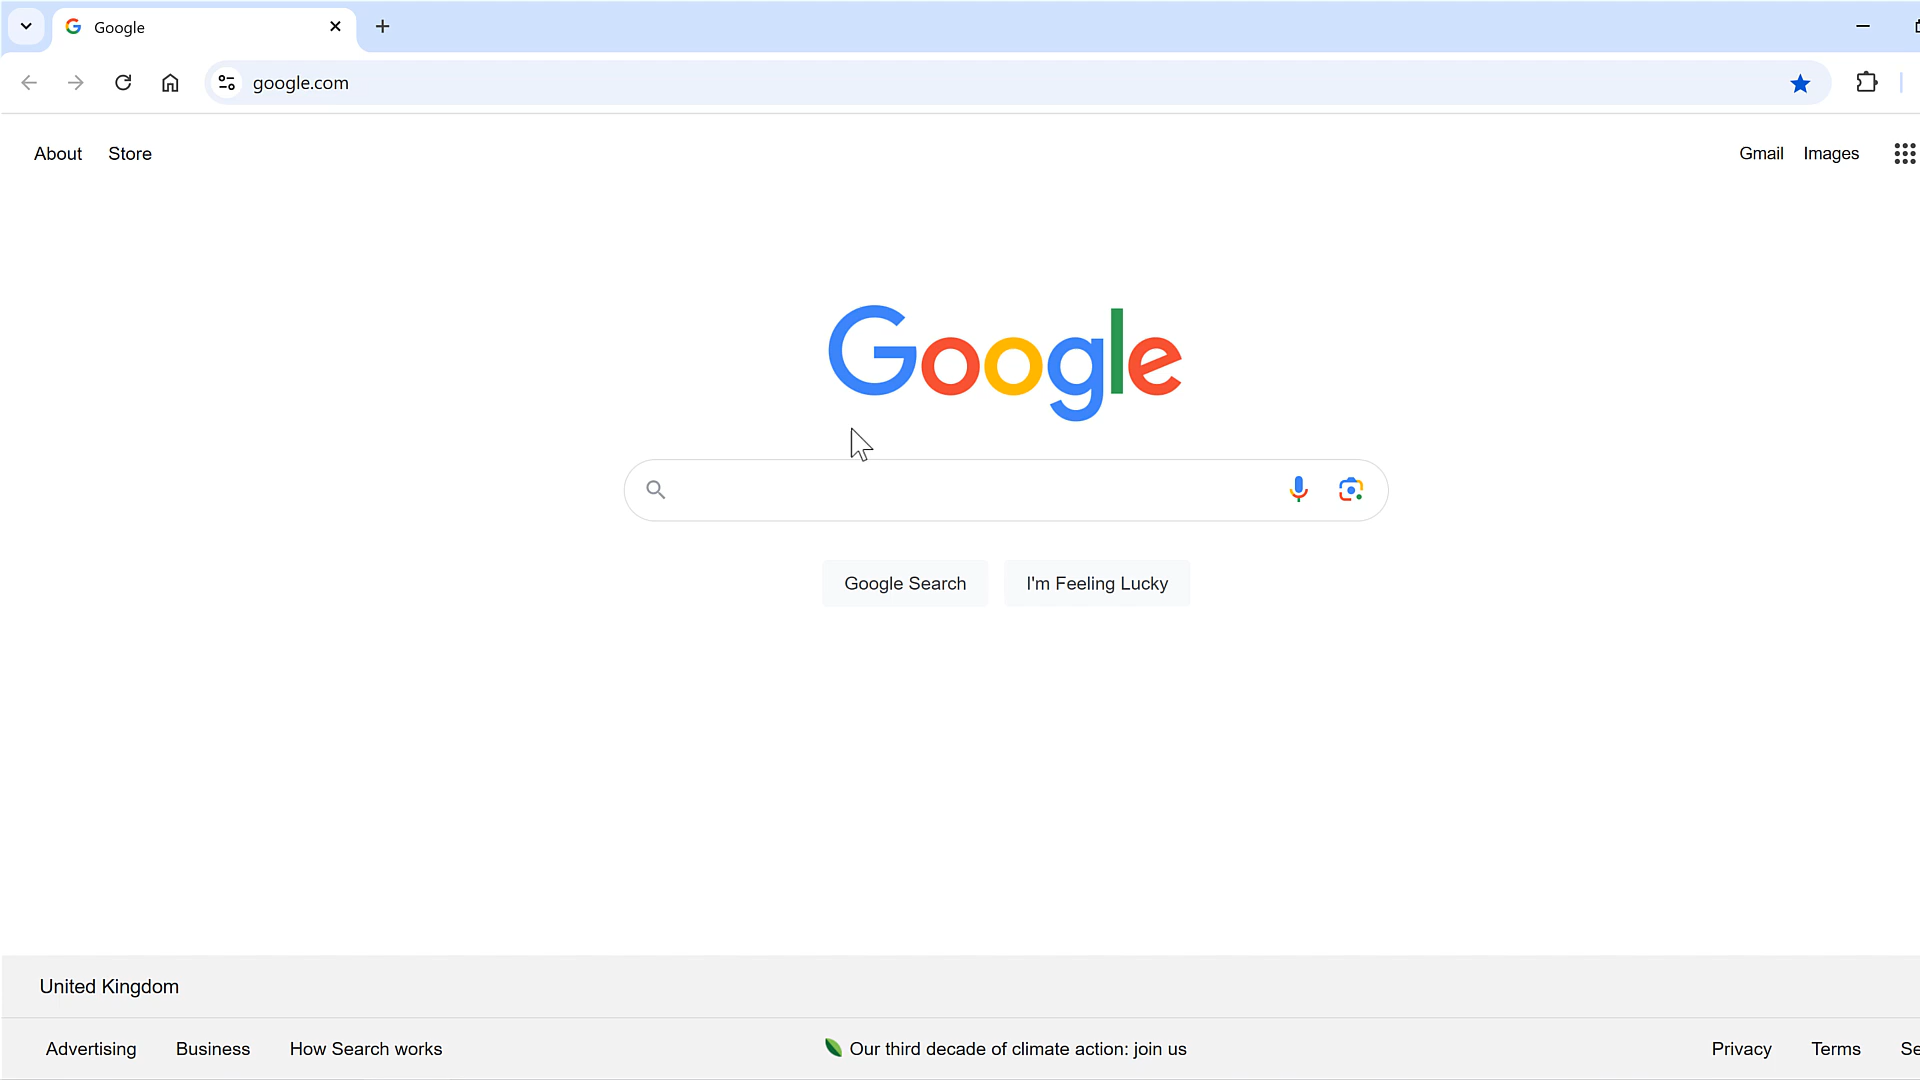 Google
google.com
About Store
Gmail Images
Google
Google Search I'm Feeling Lucky
United Kingdom
Advertising Business How Search works
Our third decade of climate action: join us
Privacy Terms Se